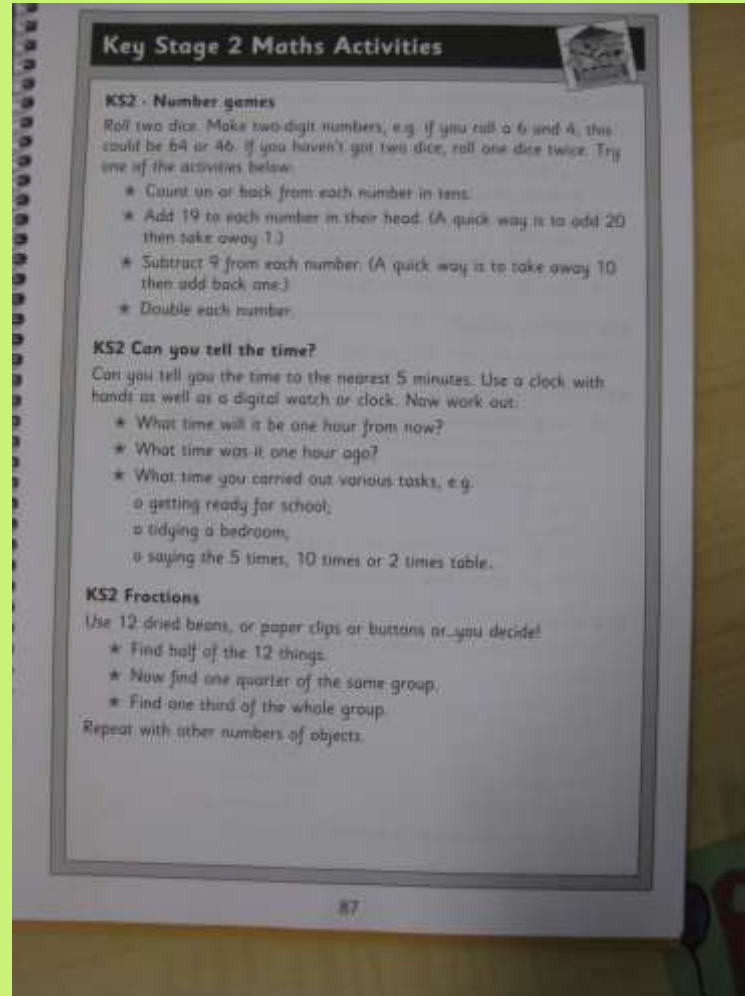 Key Stage 2 Maths Activities
KS2 - Number games
Roll two dice. Make two-digit numbers, e.g. if you roll a 6 and 4, this
could be 64 or 46. If you haven't got two dice, roll one dice twice. Try
one of the activities below:
★ Count on or back from each number in tens.
★ Add 19 to each number in their head. (A quick way is to add 20
then take away 1.)
★ Subtract 9 from each number. (A quick way is to take away 10
then add back one.)
★ Double each number.
KS2 Can you tell the time?
Can you tell you the time to the nearest 5 minutes. Use a clock with
hands as well as a digital watch or clock. Now work out:
★ What time will it be one hour from now?
★ What time was it one hour ago?
★ What time you carried out various tasks, e.g.
o getting ready for school;
o tidying a bedroom;
o saying the 5 times, 10 times or 2 times table.
KS2 Fractions
Use 12 dried beans, or paper clips or buttons or...you decide!
★ Find half of the 12 things.
★ Now find one quarter of the same group.
★ Find one third of the whole group.
Repeat with other numbers of objects.
87